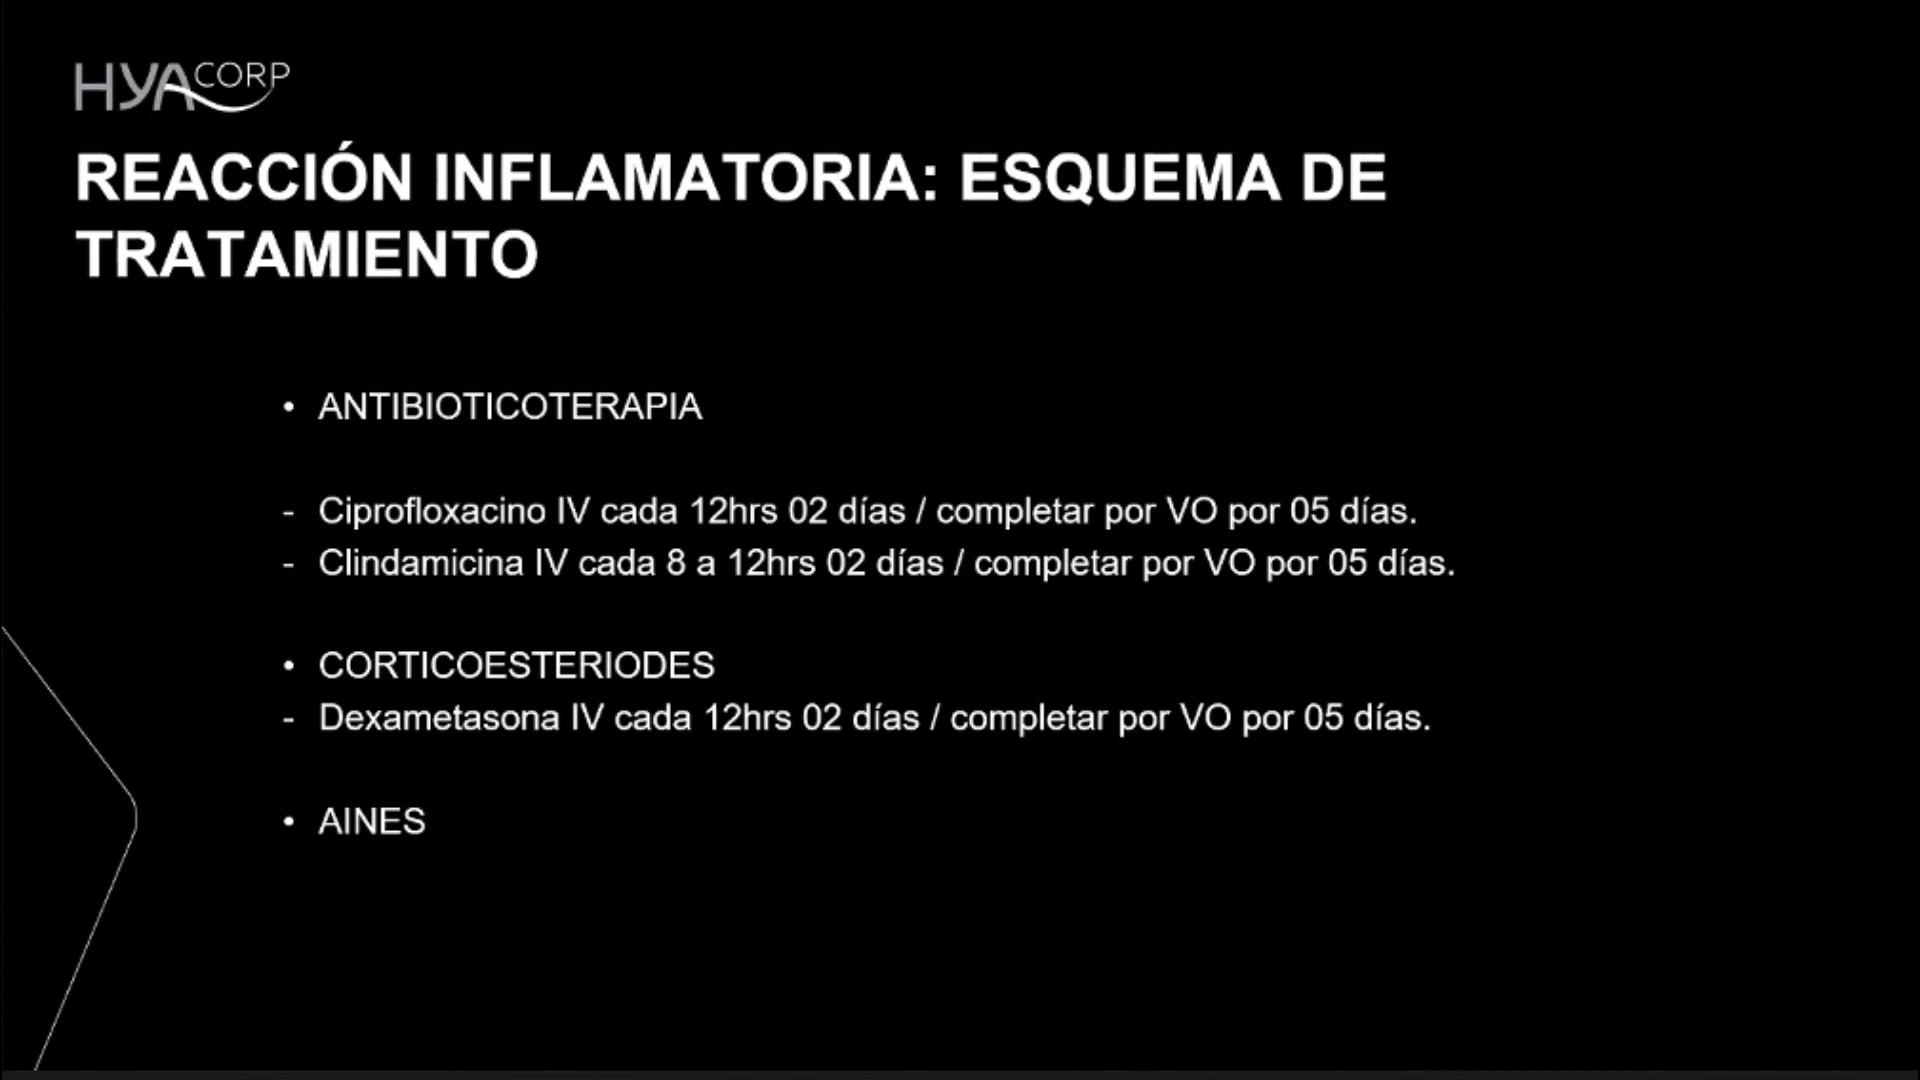 HYACORP
REACCIÓN INFLAMATORIA: ESQUEMA DE
TRATAMIENTO
• ANTIBIOTICOTERAPIA
- Ciprofloxacino IV cada 12hrs 02 días / completar por VO por 05 días.
- Clindamicina IV cada 8 a 12hrs 02 días / completar por VO por 05 días.
• CORTICOESTERIODES
- Dexametasona IV cada 12hrs 02 días / completar por VO por 05 días.
• AINES